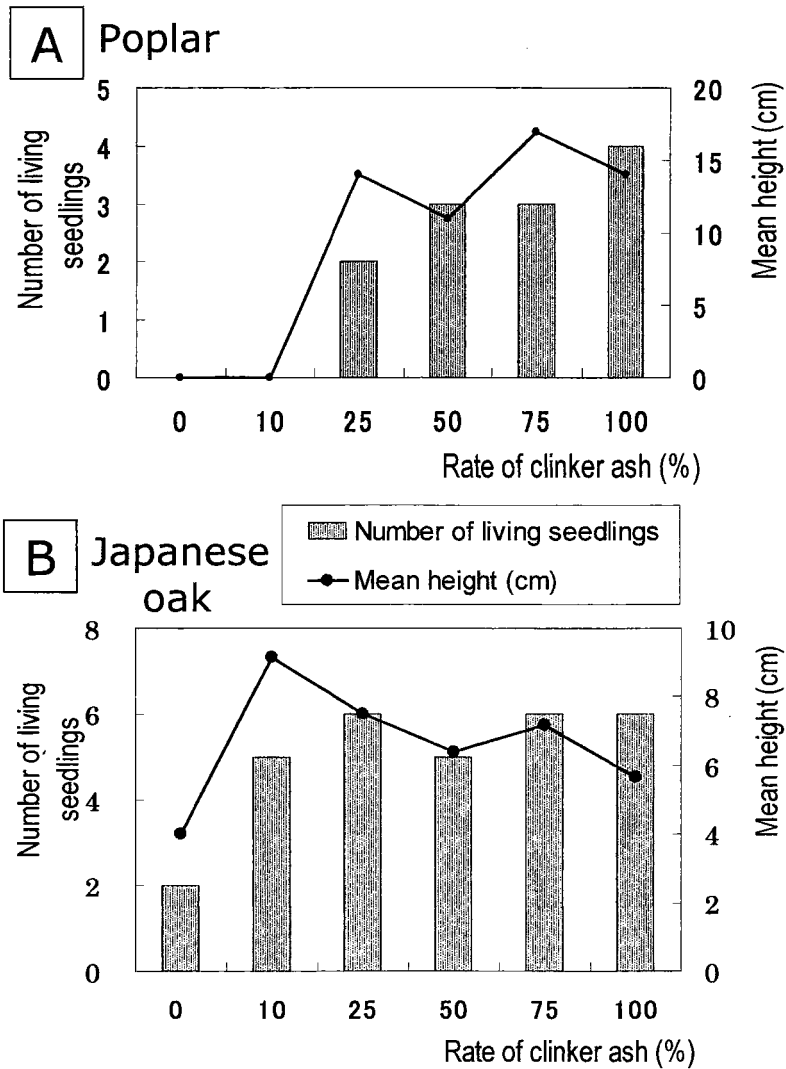 A Poplar
Number of living
seedlings
5
4
3
2
1
0
20
15
10
5
0
Mean height (cm)
0 10 25 50 75 100
Rate of clinker ash (%)
B Japanese
oak
Number of living seedlings
Mean height (cm)
Number of living
seedlings
8
6
4
2
0
10
8
6
4
2
0
Mean height (cm)
0 10 25 50 75 100
Rate of clinker ash (%)